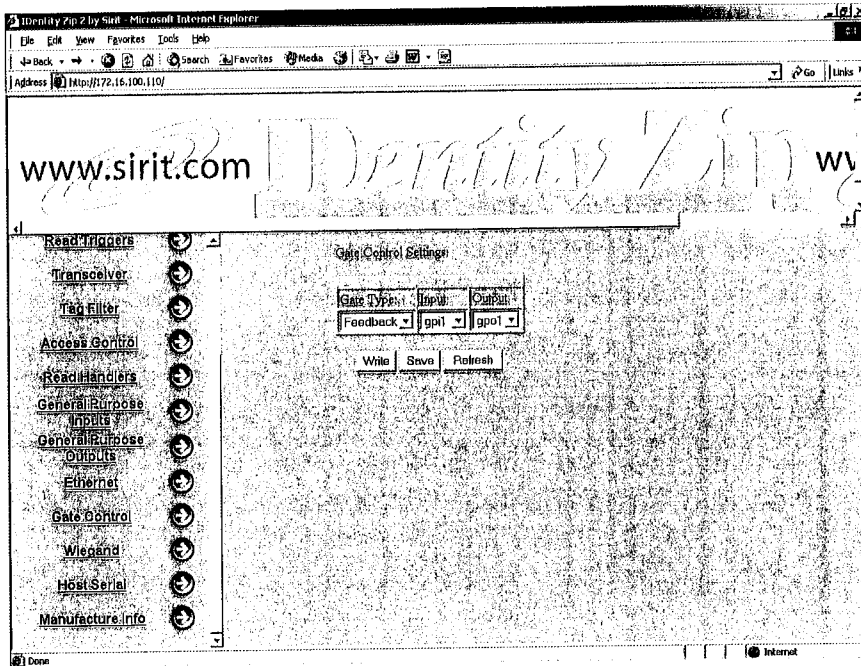 IDentity Zip 2 by Sirit - Microsoft Internet Explorer
File Edit View Favorites Tools Help
Back Search Favorites Media
Address http://172.16.100.110/ Go Links
www.sirit.com IDentity Zip ww
Read Triggers
Transceiver
Tag Filter
Access Control
Read Handlers
General Purpose
Inputs
General Purpose
Outputs
Ethernet
Gate Control
Wiegand
Host Serial
Manufacture Info
Gate Control Settings
Gate Type: Input: Output:
Feedback gpi1 gpo1
Write Save Refresh
Done Internet